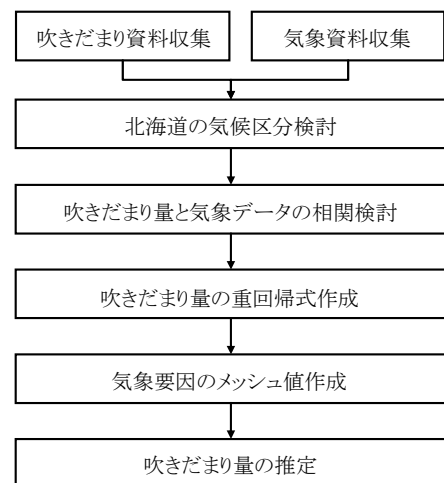 吹きだまり資料収集
気象資料収集
北海道の気候区分検討
吹きだまり量と気象データの相関検討
吹きだまり量の重回帰式作成
気象要因のメッシュ値作成
吹きだまり量の推定